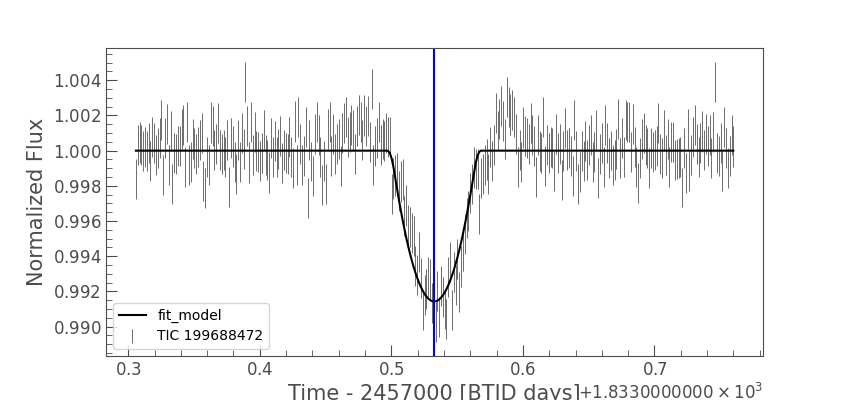 1.004
1.002
1.000
0.998
0.996
0.994
0.992
0.990
Normalized Flux
fit_model
TIC 199688472
0.3 0.4 0.5 0.6 0.7
Time - 2457000 [BTJD days]
+1.8330000000 × 10³